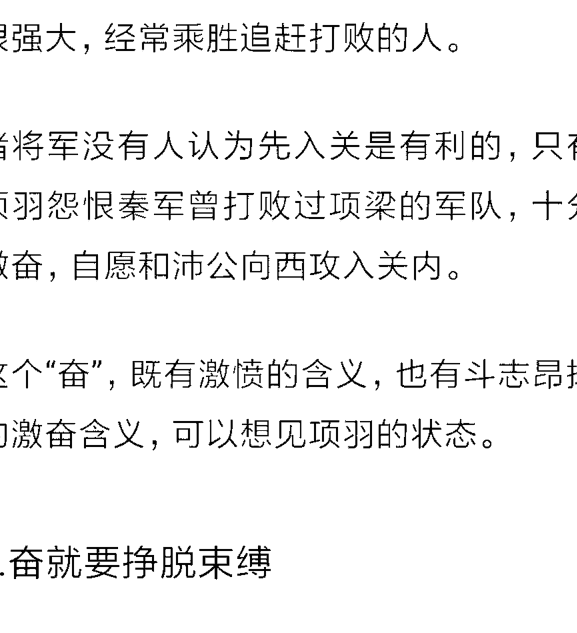 很强大，经常乘胜追赶打败的人。
诸将军没有人认为先入关是有利的，只有
项羽怨恨秦军曾打败过项梁的军队，十分
激奋，自愿和沛公向西攻入关内。
这个“奋”，既有激愤的含义，也有斗志昂扬
的激奋含义，可以想见项羽的状态。
.奋就要挣脱束缚